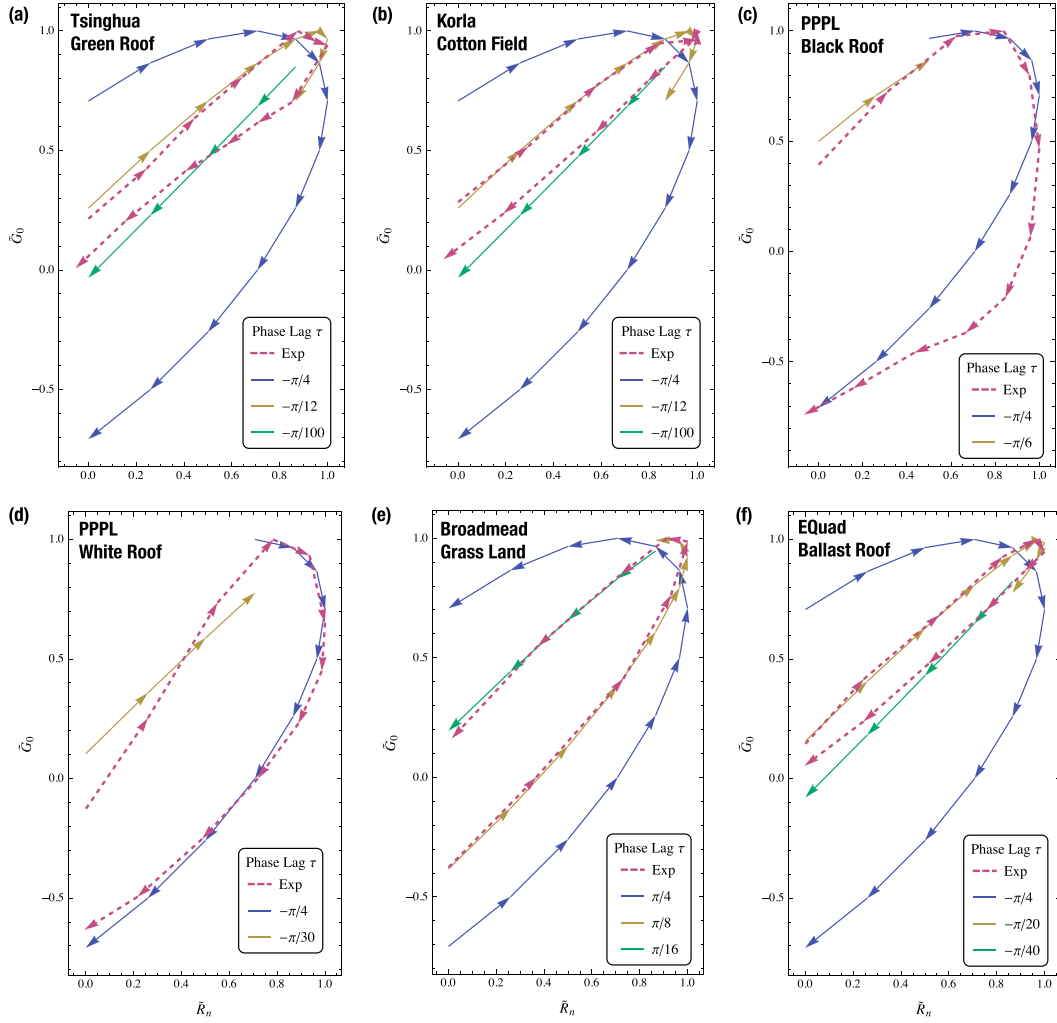 (a)
Tsinghua
Green Roof
1.0
0.5
0.0
−0.5
G̃₀
0.0 0.2 0.4 0.6 0.8 1.0
Phase Lag τ
Exp
−π/4
−π/12
−π/100
(b)
Korla
Cotton Field
1.0
0.5
0.0
−0.5
G̃₀
0.0 0.2 0.4 0.6 0.8 1.0
Phase Lag τ
Exp
−π/4
−π/12
−π/100
(c)
PPPL
Black Roof
1.0
0.5
0.0
−0.5
G̃₀
0.0 0.2 0.4 0.6 0.8 1.0
Phase Lag τ
Exp
−π/4
−π/6
(d)
PPPL
White Roof
1.0
0.5
0.0
−0.5
G̃₀
0.0 0.2 0.4 0.6 0.8 1.0
R̃ₙ
Phase Lag τ
Exp
−π/4
−π/30
(e)
Broadmead
Grass Land
1.0
0.5
0.0
−0.5
G̃₀
0.0 0.2 0.4 0.6 0.8 1.0
R̃ₙ
Phase Lag τ
Exp
π/4
π/8
π/16
(f)
EQuad
Ballast Roof
1.0
0.5
0.0
−0.5
G̃₀
0.0 0.2 0.4 0.6 0.8 1.0
R̃ₙ
Phase Lag τ
Exp
−π/4
−π/20
−π/40